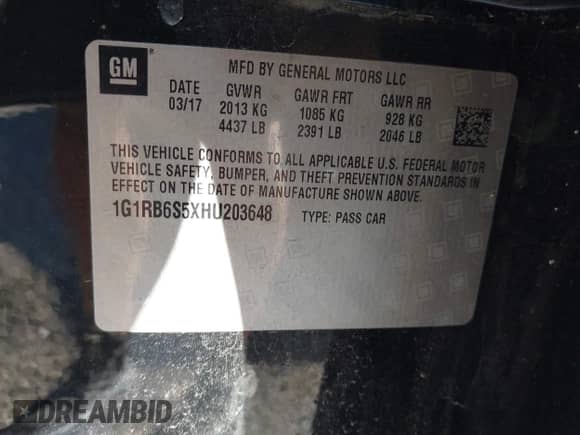 GM
MFD BY GENERAL MOTORS LLC
DATE GVWR GAWR FRT GAWR RR
03/17 2013 KG 1085 KG 928 KG
4437 LB 2391 LB 2046 LB
THIS VEHICLE CONFORMS TO ALL APPLICABLE U.S. FEDERAL MOTOR
VEHICLE SAFETY, BUMPER, AND THEFT PREVENTION STANDARDS IN
EFFECT ON THE DATE OF MANUFACTURE SHOWN ABOVE.
1G1RB6S5XHU203648 TYPE: PASS CAR
DREAMBID